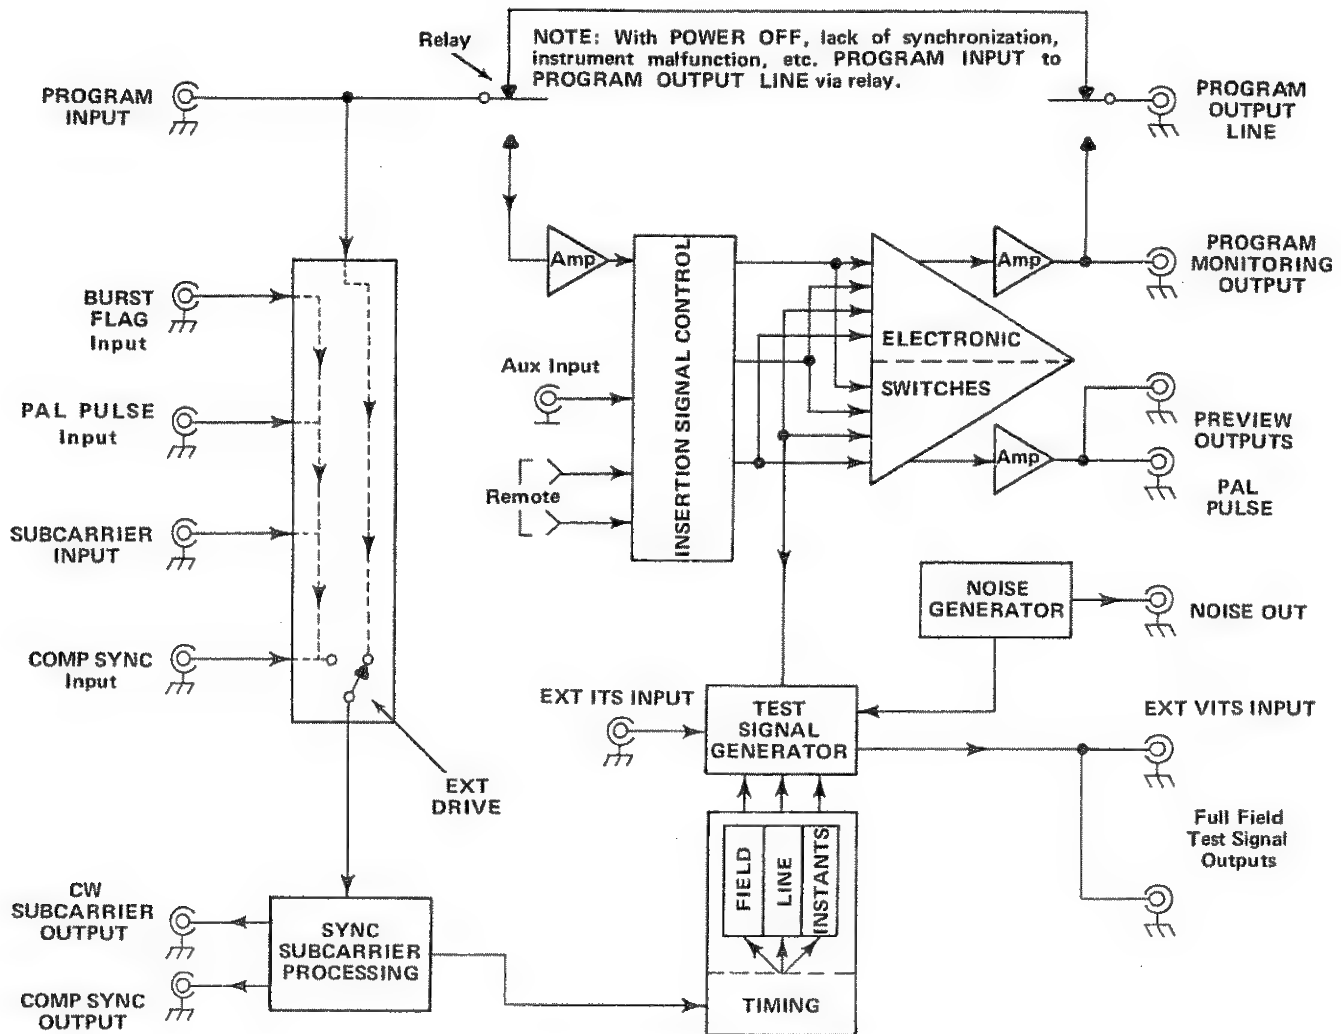 Relay
NOTE: With POWER OFF, lack of synchronization,
instrument malfunction, etc. PROGRAM INPUT to
PROGRAM OUTPUT LINE via relay.
PROGRAM
INPUT
PROGRAM
OUTPUT
LINE
Amp
INSERTION SIGNAL CONTROL
Amp
PROGRAM
MONITORING
OUTPUT
BURST
FLAG
Input
ELECTRONIC
SWITCHES
Aux Input
PAL PULSE
Input
PREVIEW
OUTPUTS
Amp
Remote
PAL
PULSE
SUBCARRIER
INPUT
NOISE
GENERATOR
NOISE OUT
COMP SYNC
Input
EXT ITS INPUT
TEST
SIGNAL
GENERATOR
EXT VITS INPUT
EXT
DRIVE
Full Field
Test Signal
Outputs
FIELD
LINE
INSTANTS
CW
SUBCARRIER
OUTPUT
SYNC
SUBCARRIER
PROCESSING
COMP SYNC
OUTPUT
TIMING